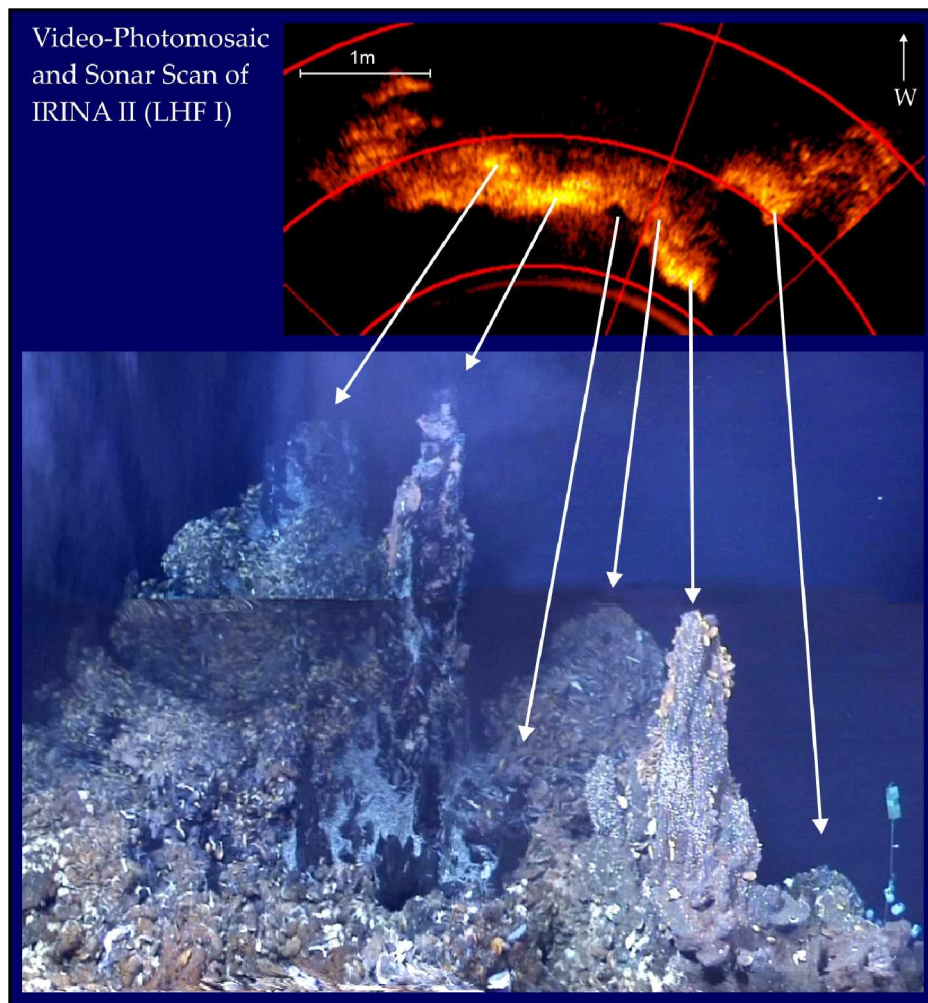 Video-Photomosaic
and Sonar Scan of
IRINA II (LHF I)
1m
W